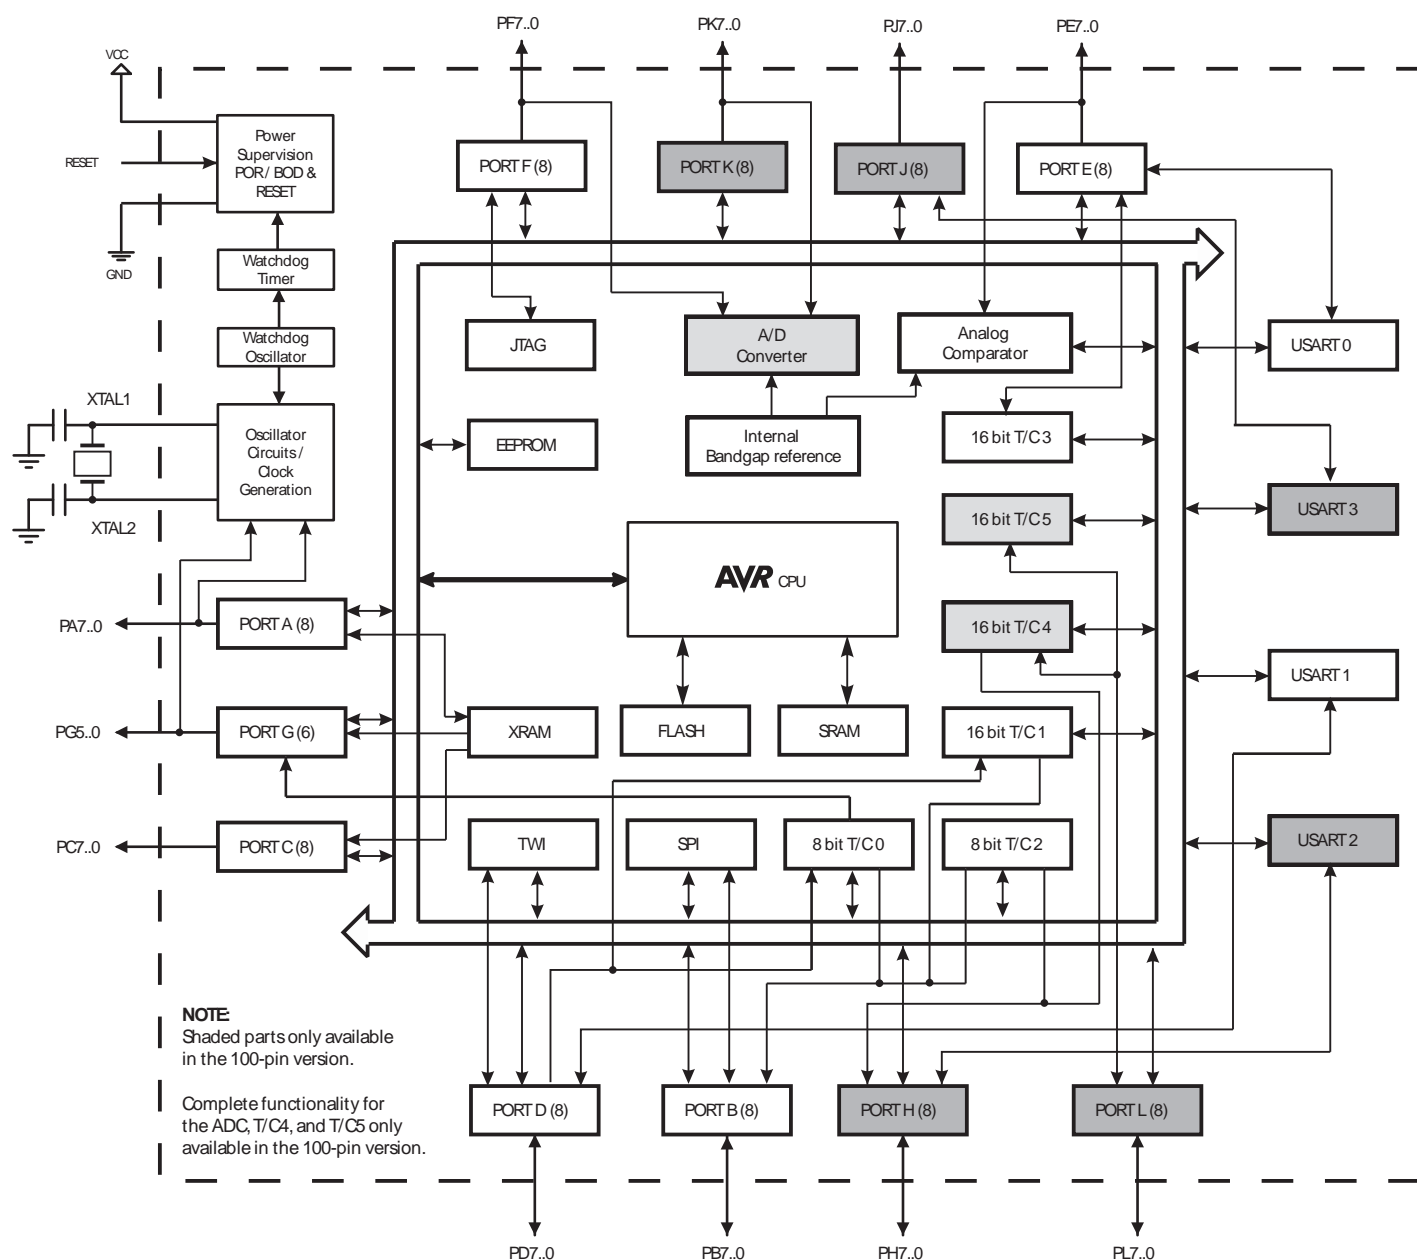 PF7..0
PK7..0
PJ7..0
PE7..0
VCC
RESET
GND
Power
Supervision
POR / BOD &
RESET
PORT F (8)
PORT K (8)
PORT J (8)
PORT E (8)
Watchdog
Timer
Watchdog
Oscillator
JTAG
A/D
Converter
Analog
Comparator
USART 0
XTAL1
Oscillator
Circuits /
Clock
Generation
XTAL2
EEPROM
Internal
Bandgap reference
16 bit T/C 3
USART 3
16 bit T/C 5
AVR CPU
PA7..0
PORT A (8)
16 bit T/C 4
USART 1
PG5..0
PORT G (6)
XRAM
FLASH
SRAM
16 bit T/C 1
PC7..0
PORT C (8)
TWI
SPI
8 bit T/C 0
8 bit T/C 2
USART 2
NOTE:
Shaded parts only available
in the 100-pin version.
Complete functionality for
the ADC, T/C4, and T/C5 only
available in the 100-pin version.
PORT D (8)
PORT B (8)
PORT H (8)
PORT L (8)
PD7..0
PB7..0
PH7..0
PL7..0